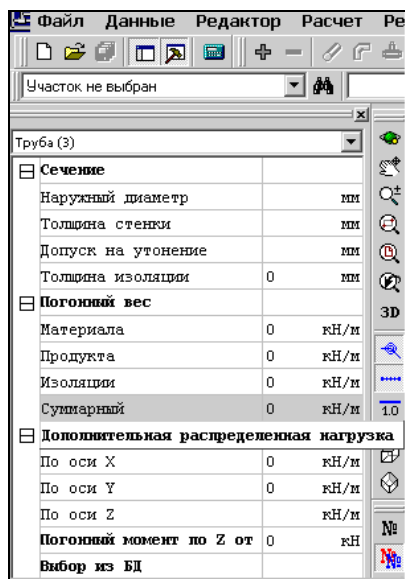 Файл Данные Редактор Расчет Ре
Участок не выбран
Труба (3)
Сечение
Наружный диаметр мм
Толщина стенки мм
Допуск на утонение мм
Толщина изоляции 0 мм
Погонный вес
Материала 0 кН/м
Продукта 0 кН/м
Изоляции 0 кН/м
Суммарный 0 кН/м
Дополнительная распределенная нагрузка
По оси X 0 кН/м
По оси Y 0 кН/м
По оси Z кН/м
Погонный момент по Z от 0 кН
Выбор из БД
3D
1.0
№
№